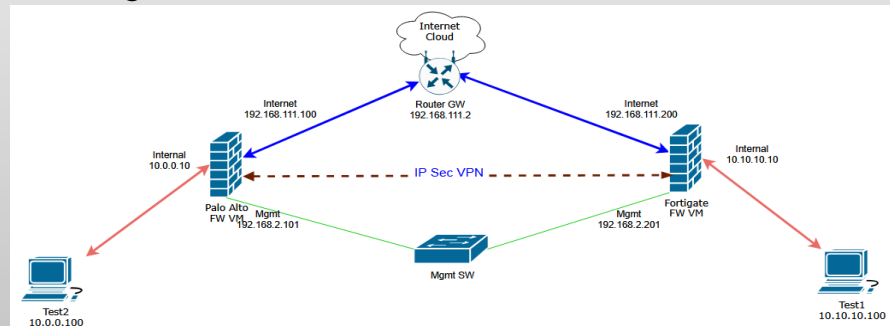 Internet
Cloud
Router GW
192.168.111.2
Internet
192.168.111.100
Internet
192.168.111.200
Internal
10.0.0.10
Internal
10.10.10.10
IP Sec VPN
Palo Alto
FW VM
Mgmt
192.168.2.101
Mgmt
192.168.2.201
Fortigate
FW VM
Mgmt SW
Test2
10.0.0.100
Test1
10.10.10.100